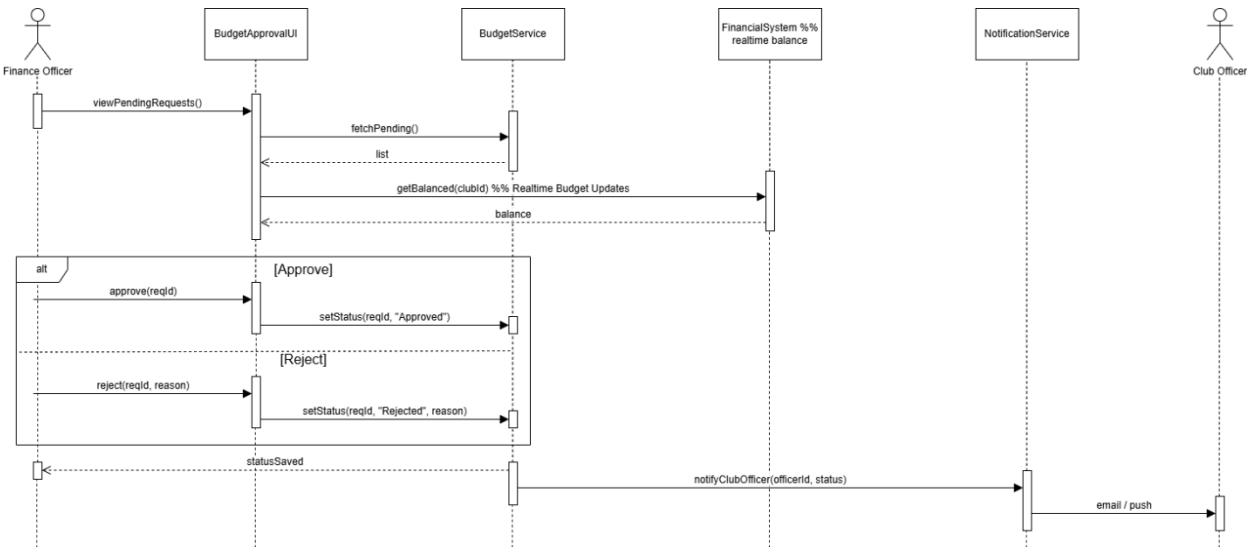 BudgetApprovalUI
BudgetService
FinancialSystem %%
realtime balance
NotificationService
Finance Officer
Club Officer
viewPendingRequests()
fetchPending()
list
getBalanced(clubId) %% Realtime Budget Updates
balance
alt
[Approve]
approve(reqId)
setStatus(reqId, "Approved")
[Reject]
reject(reqId, reason)
setStatus(reqId, "Rejected", reason)
statusSaved
notifyClubOfficer(officerId, status)
email / push